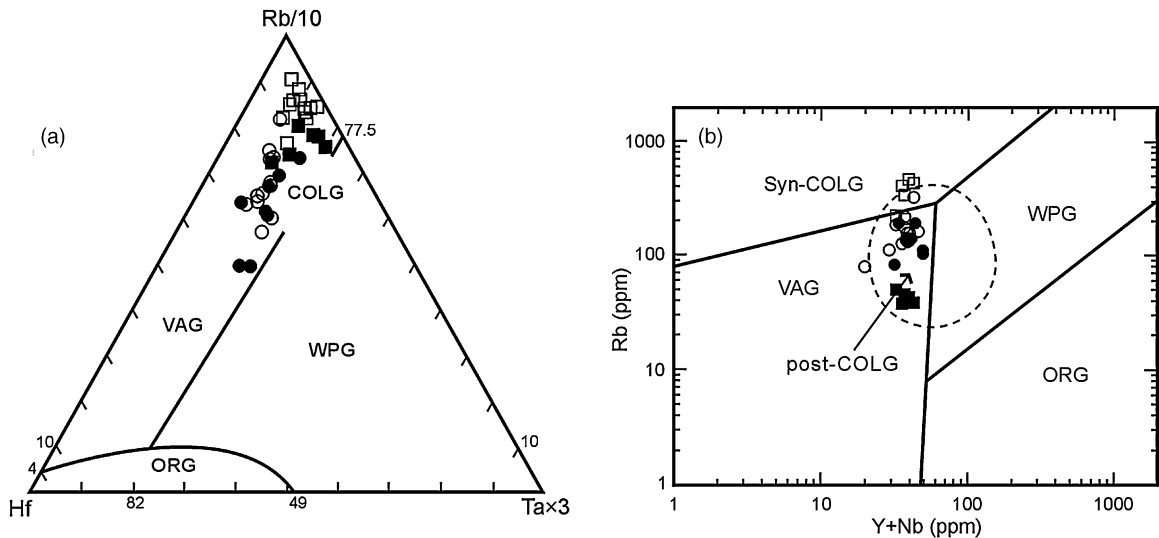 Rb/10
(a)
77.5
COLG
VAG
WPG
10
10
4
ORG
Hf
82
49
Ta×3
(b)
1000
Syn-COLG
WPG
100
VAG
Rb (ppm)
post-COLG
10
ORG
1
1
10
100
1000
Y+Nb (ppm)